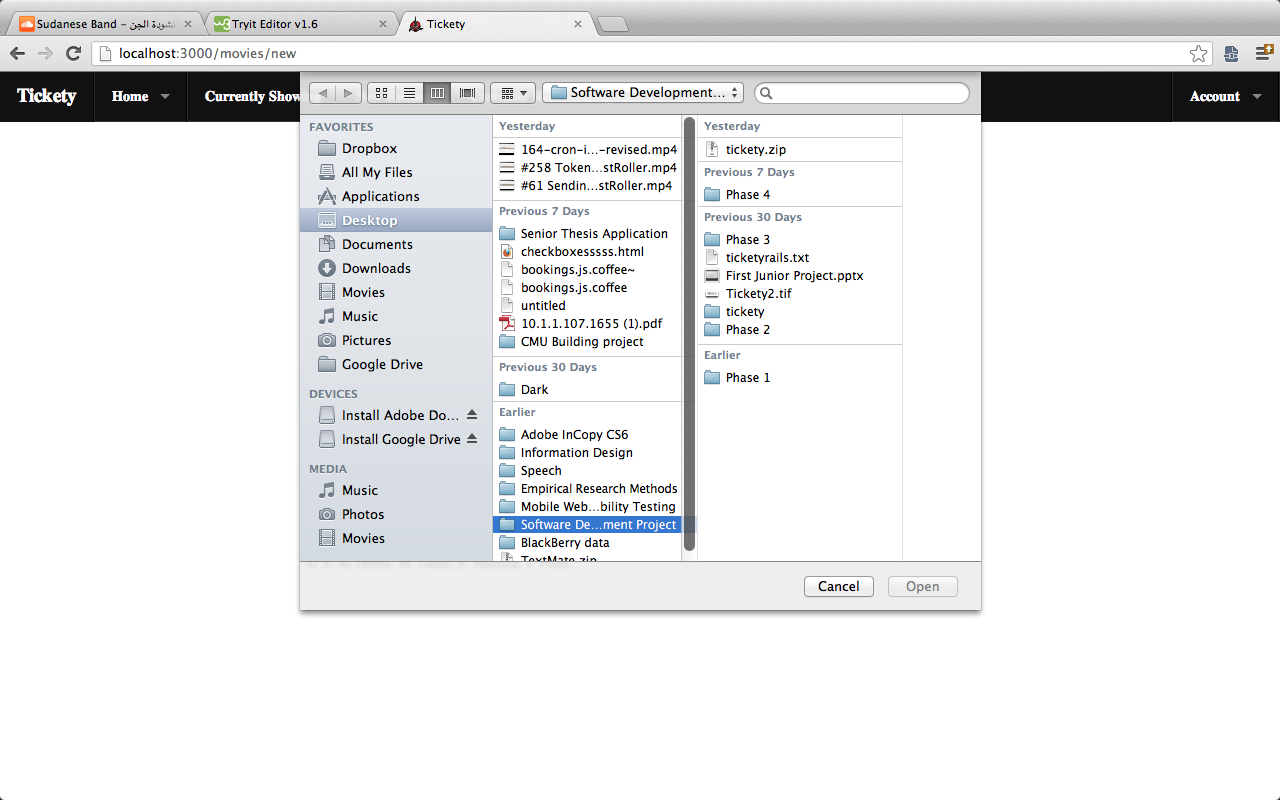 Sudanese Band –
Tryit Editor v1.6
Tickety
localhost:3000/movies/new
Tickety
Home
Currently Show
Account
Software Development...
FAVORITES
Dropbox
All My Files
Applications
Desktop
Documents
Downloads
Movies
Music
Pictures
Google Drive
DEVICES
Install Adobe Do...
Install Google Drive
MEDIA
Music
Photos
Movies
Yesterday
164-cron-i...-revised.mp4
#258 Token...stRoller.mp4
#61 Sendin...stRoller.mp4
Previous 7 Days
Senior Thesis Application
checkboxesssss.html
bookings.js.coffee~
bookings.js.coffee
untitled
10.1.1.107.1655 (1).pdf
CMU Building project
Previous 30 Days
Dark
Earlier
Adobe InCopy CS6
Information Design
Speech
Empirical Research Methods
Mobile Web...bility Testing
Software De...ment Project
BlackBerry data
TextMate.zip
Yesterday
tickety.zip
Previous 7 Days
Phase 4
Previous 30 Days
Phase 3
ticketyrails.txt
First Junior Project.pptx
Tickety2.tif
tickety
Phase 2
Earlier
Phase 1
Cancel
Open